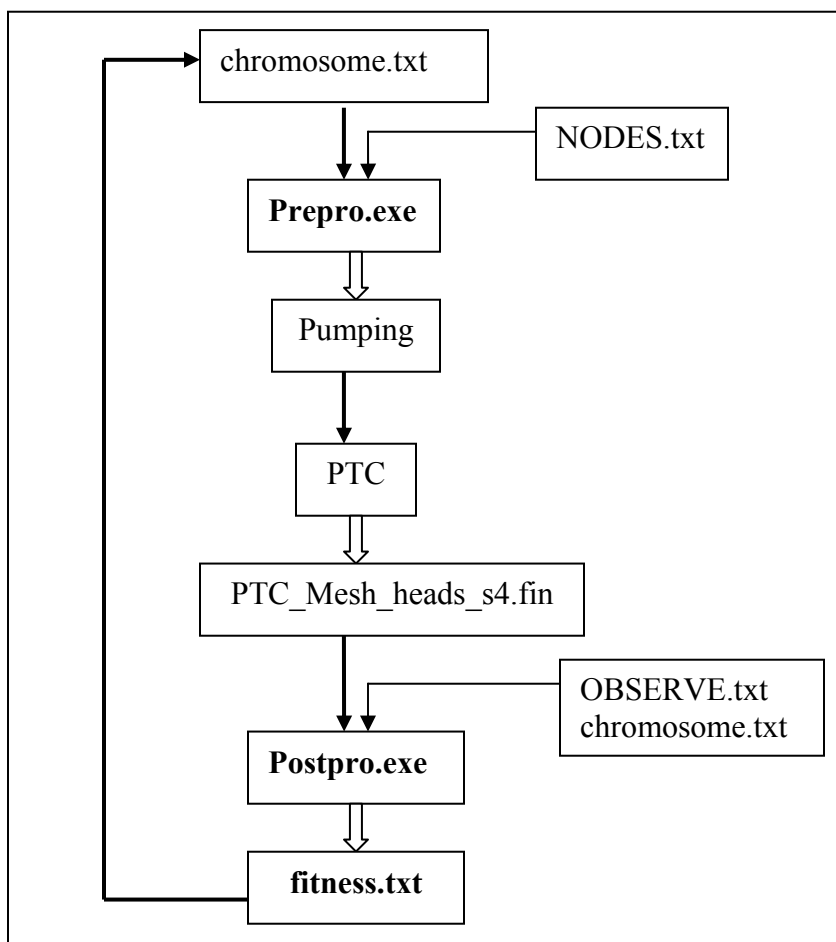 chromosome.txt
NODES.txt
Prepro.exe
Pumping
PTC
PTC_Mesh_heads_s4.fin
OBSERVE.txt
chromosome.txt
Postpro.exe
fitness.txt